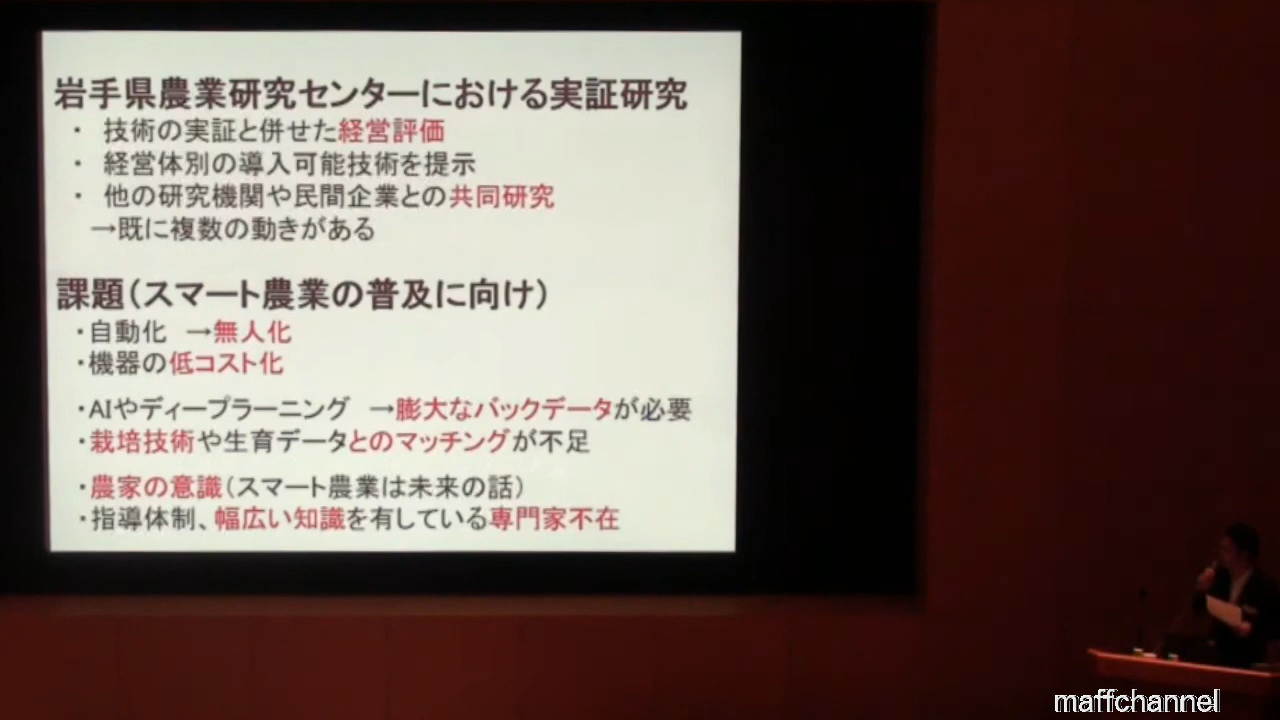 岩手県農業研究センターにおける実証研究
・ 技術の実証と併せた経営評価
・ 経営体別の導入可能技術を提示
・ 他の研究機関や民間企業との共同研究
→既に複数の動きがある
課題(スマート農業の普及に向け)
・自動化 →無人化
・機器の低コスト化
・AIやディープラーニング →膨大なバックデータが必要
・栽培技術や生育データとのマッチングが不足
・農家の意識(スマート農業は未来の話)
・指導体制、幅広い知識を有している専門家不在
maffchannel